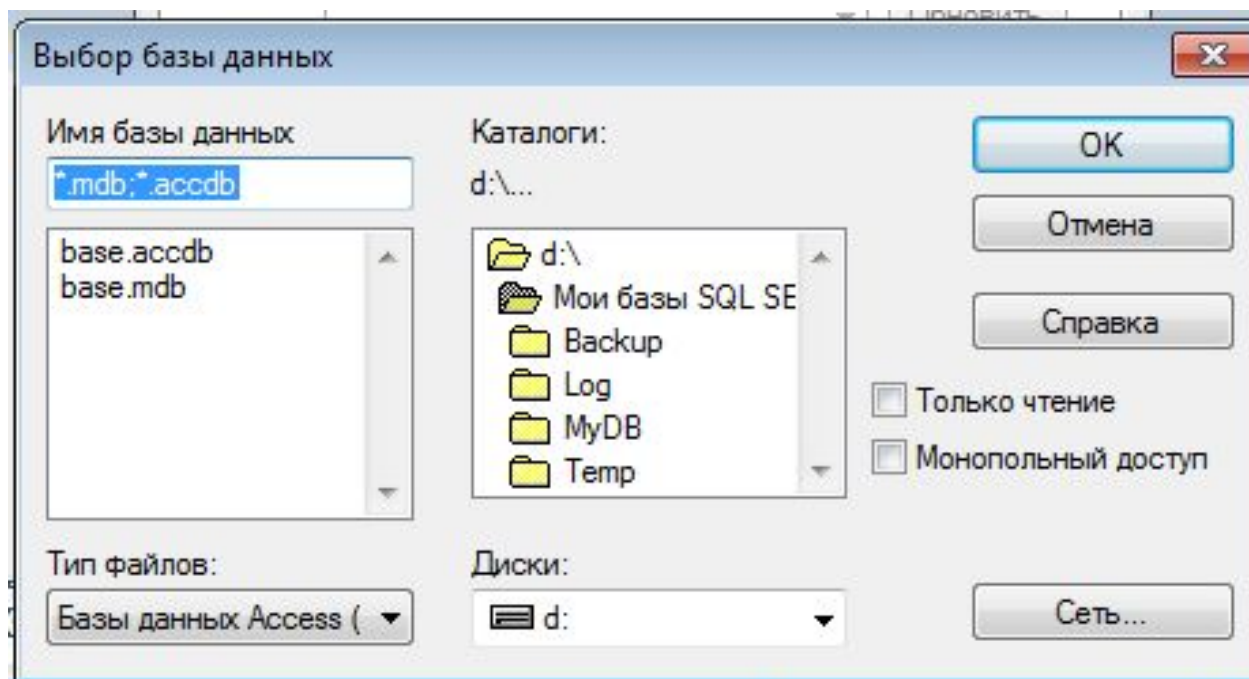 Выбор базы данных
Имя базы данных
*.mdb;*.accdb
base.accdb
base.mdb
Тип файлов:
Базы данных Access (
Каталоги:
d:\...
d:\
Мои базы SQL SE
Backup
Log
MyDB
Temp
Диски:
d:
OK
Отмена
Справка
Только чтение
Монопольный доступ
Сеть...